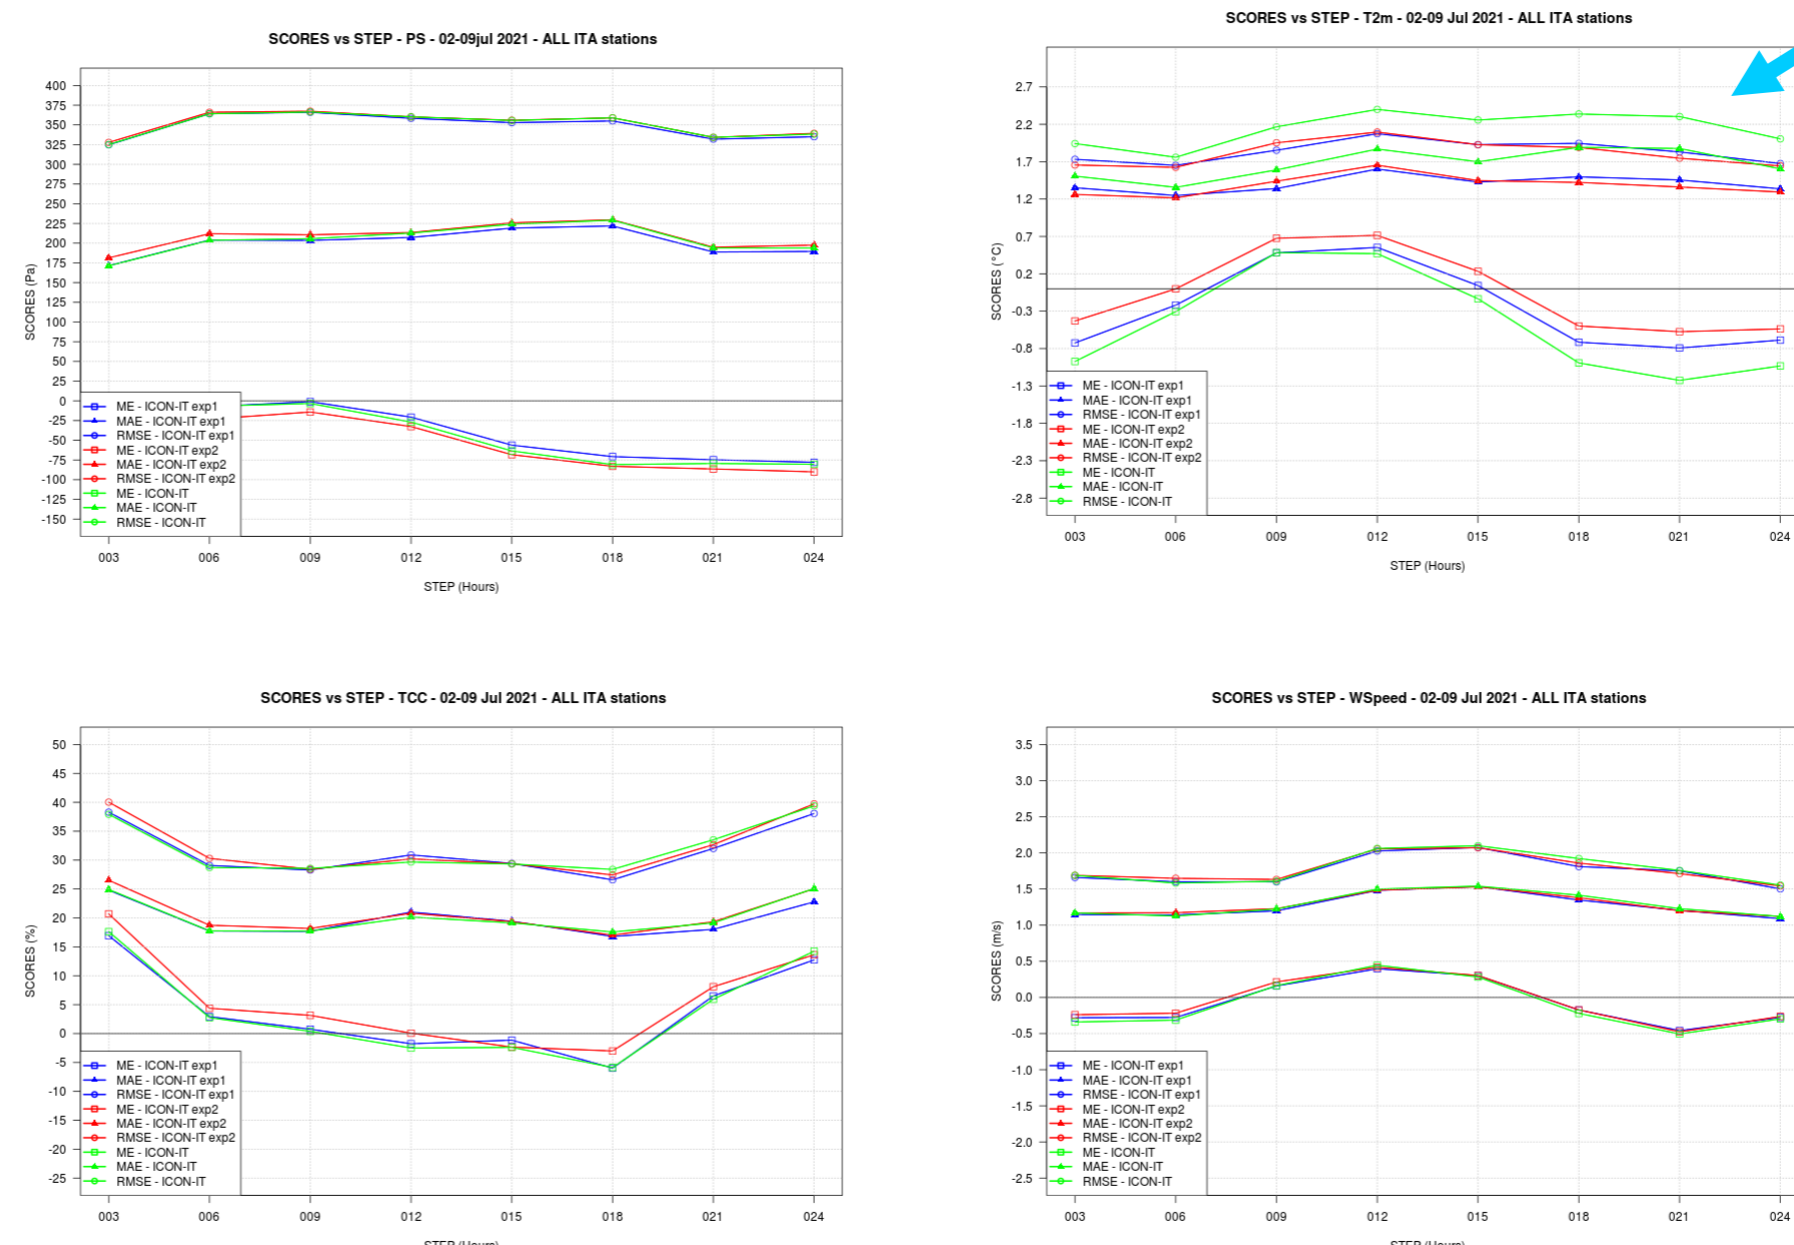 SCORES vs STEP - PS - 02-09jul 2021 - ALL ITA stations
SCORES (Pa)
400
375
350
325
300
275
250
225
200
175
150
125
100
75
50
25
0
-25
-50
-75
-100
-125
-150
ME - ICON-IT exp1
MAE - ICON-IT exp1
RMSE - ICON-IT exp1
ME - ICON-IT exp2
MAE - ICON-IT exp2
RMSE - ICON-IT exp2
ME - ICON-IT
MAE - ICON-IT
RMSE - ICON-IT
003 006 009 012 015 018 021 024
STEP (Hours)
SCORES vs STEP - T2m - 02-09 Jul 2021 - ALL ITA stations
SCORES (°C)
2.7
2.2
1.7
1.2
0.7
0.2
-0.3
-0.8
-1.3
-1.8
-2.3
-2.8
ME - ICON-IT exp1
MAE - ICON-IT exp1
RMSE - ICON-IT exp1
ME - ICON-IT exp2
MAE - ICON-IT exp2
RMSE - ICON-IT exp2
ME - ICON-IT
MAE - ICON-IT
RMSE - ICON-IT
003 006 009 012 015 018 021 024
STEP (Hours)
SCORES vs STEP - TCC - 02-09 Jul 2021 - ALL ITA stations
SCORES (%)
50
45
40
35
30
25
20
15
10
5
0
-5
-10
-15
-20
-25
ME - ICON-IT exp1
MAE - ICON-IT exp1
RMSE - ICON-IT exp1
ME - ICON-IT exp2
MAE - ICON-IT exp2
RMSE - ICON-IT exp2
ME - ICON-IT
MAE - ICON-IT
RMSE - ICON-IT
003 006 009 012 015 018 021 024
STEP (Hours)
SCORES vs STEP - WSpeed - 02-09 Jul 2021 - ALL ITA stations
SCORES (m/s)
3.5
3.0
2.5
2.0
1.5
1.0
0.5
0.0
-0.5
-1.0
-1.5
-2.0
-2.5
ME - ICON-IT exp1
MAE - ICON-IT exp1
RMSE - ICON-IT exp1
ME - ICON-IT exp2
MAE - ICON-IT exp2
RMSE - ICON-IT exp2
ME - ICON-IT
MAE - ICON-IT
RMSE - ICON-IT
003 006 009 012 015 018 021 024
STEP (Hours)